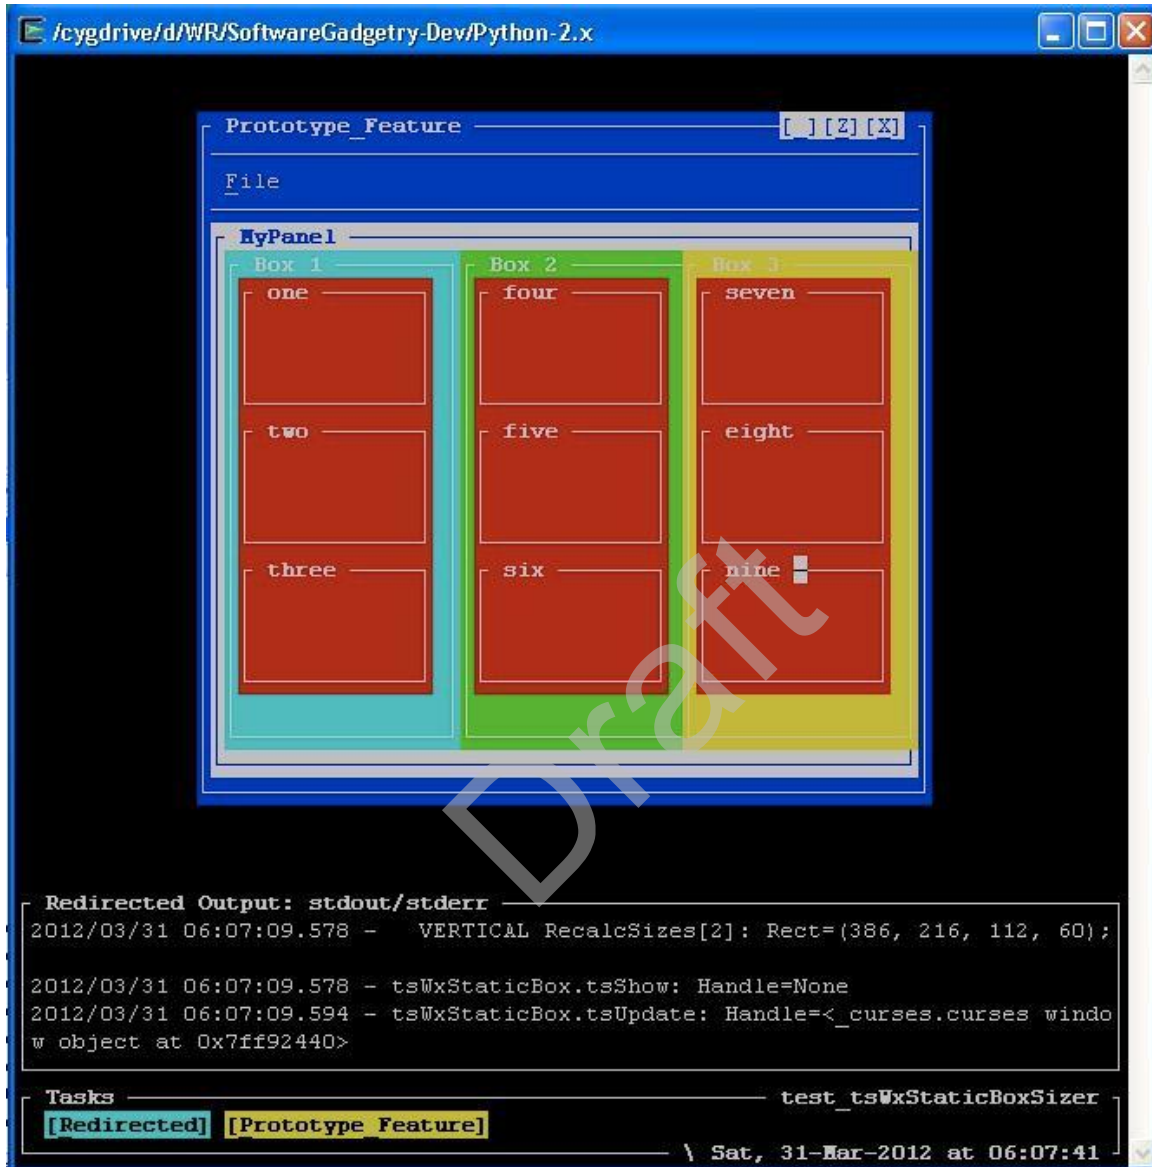 /cygdrive/d/WR/SoftwareGadgetry-Dev/Python-2.x
Prototype_Feature [_][Z][X]
File
MyPanel
Box 1 Box 2 Box 3
one four seven
two five eight
three six nine
Draft
Redirected Output: stdout/stderr
2012/03/31 06:07:09.578 - VERTICAL RecalcSizes[2]: Rect=(386, 216, 112, 60);
2012/03/31 06:07:09.578 - tsWxStaticBox.tsShow: Handle=None
2012/03/31 06:07:09.594 - tsWxStaticBox.tsUpdate: Handle=<_curses.curses windo
w object at 0x7ff92440>
Tasks test_tsWxStaticBoxSizer
[Redirected] [Prototype_Feature]
\ Sat, 31-Mar-2012 at 06:07:41